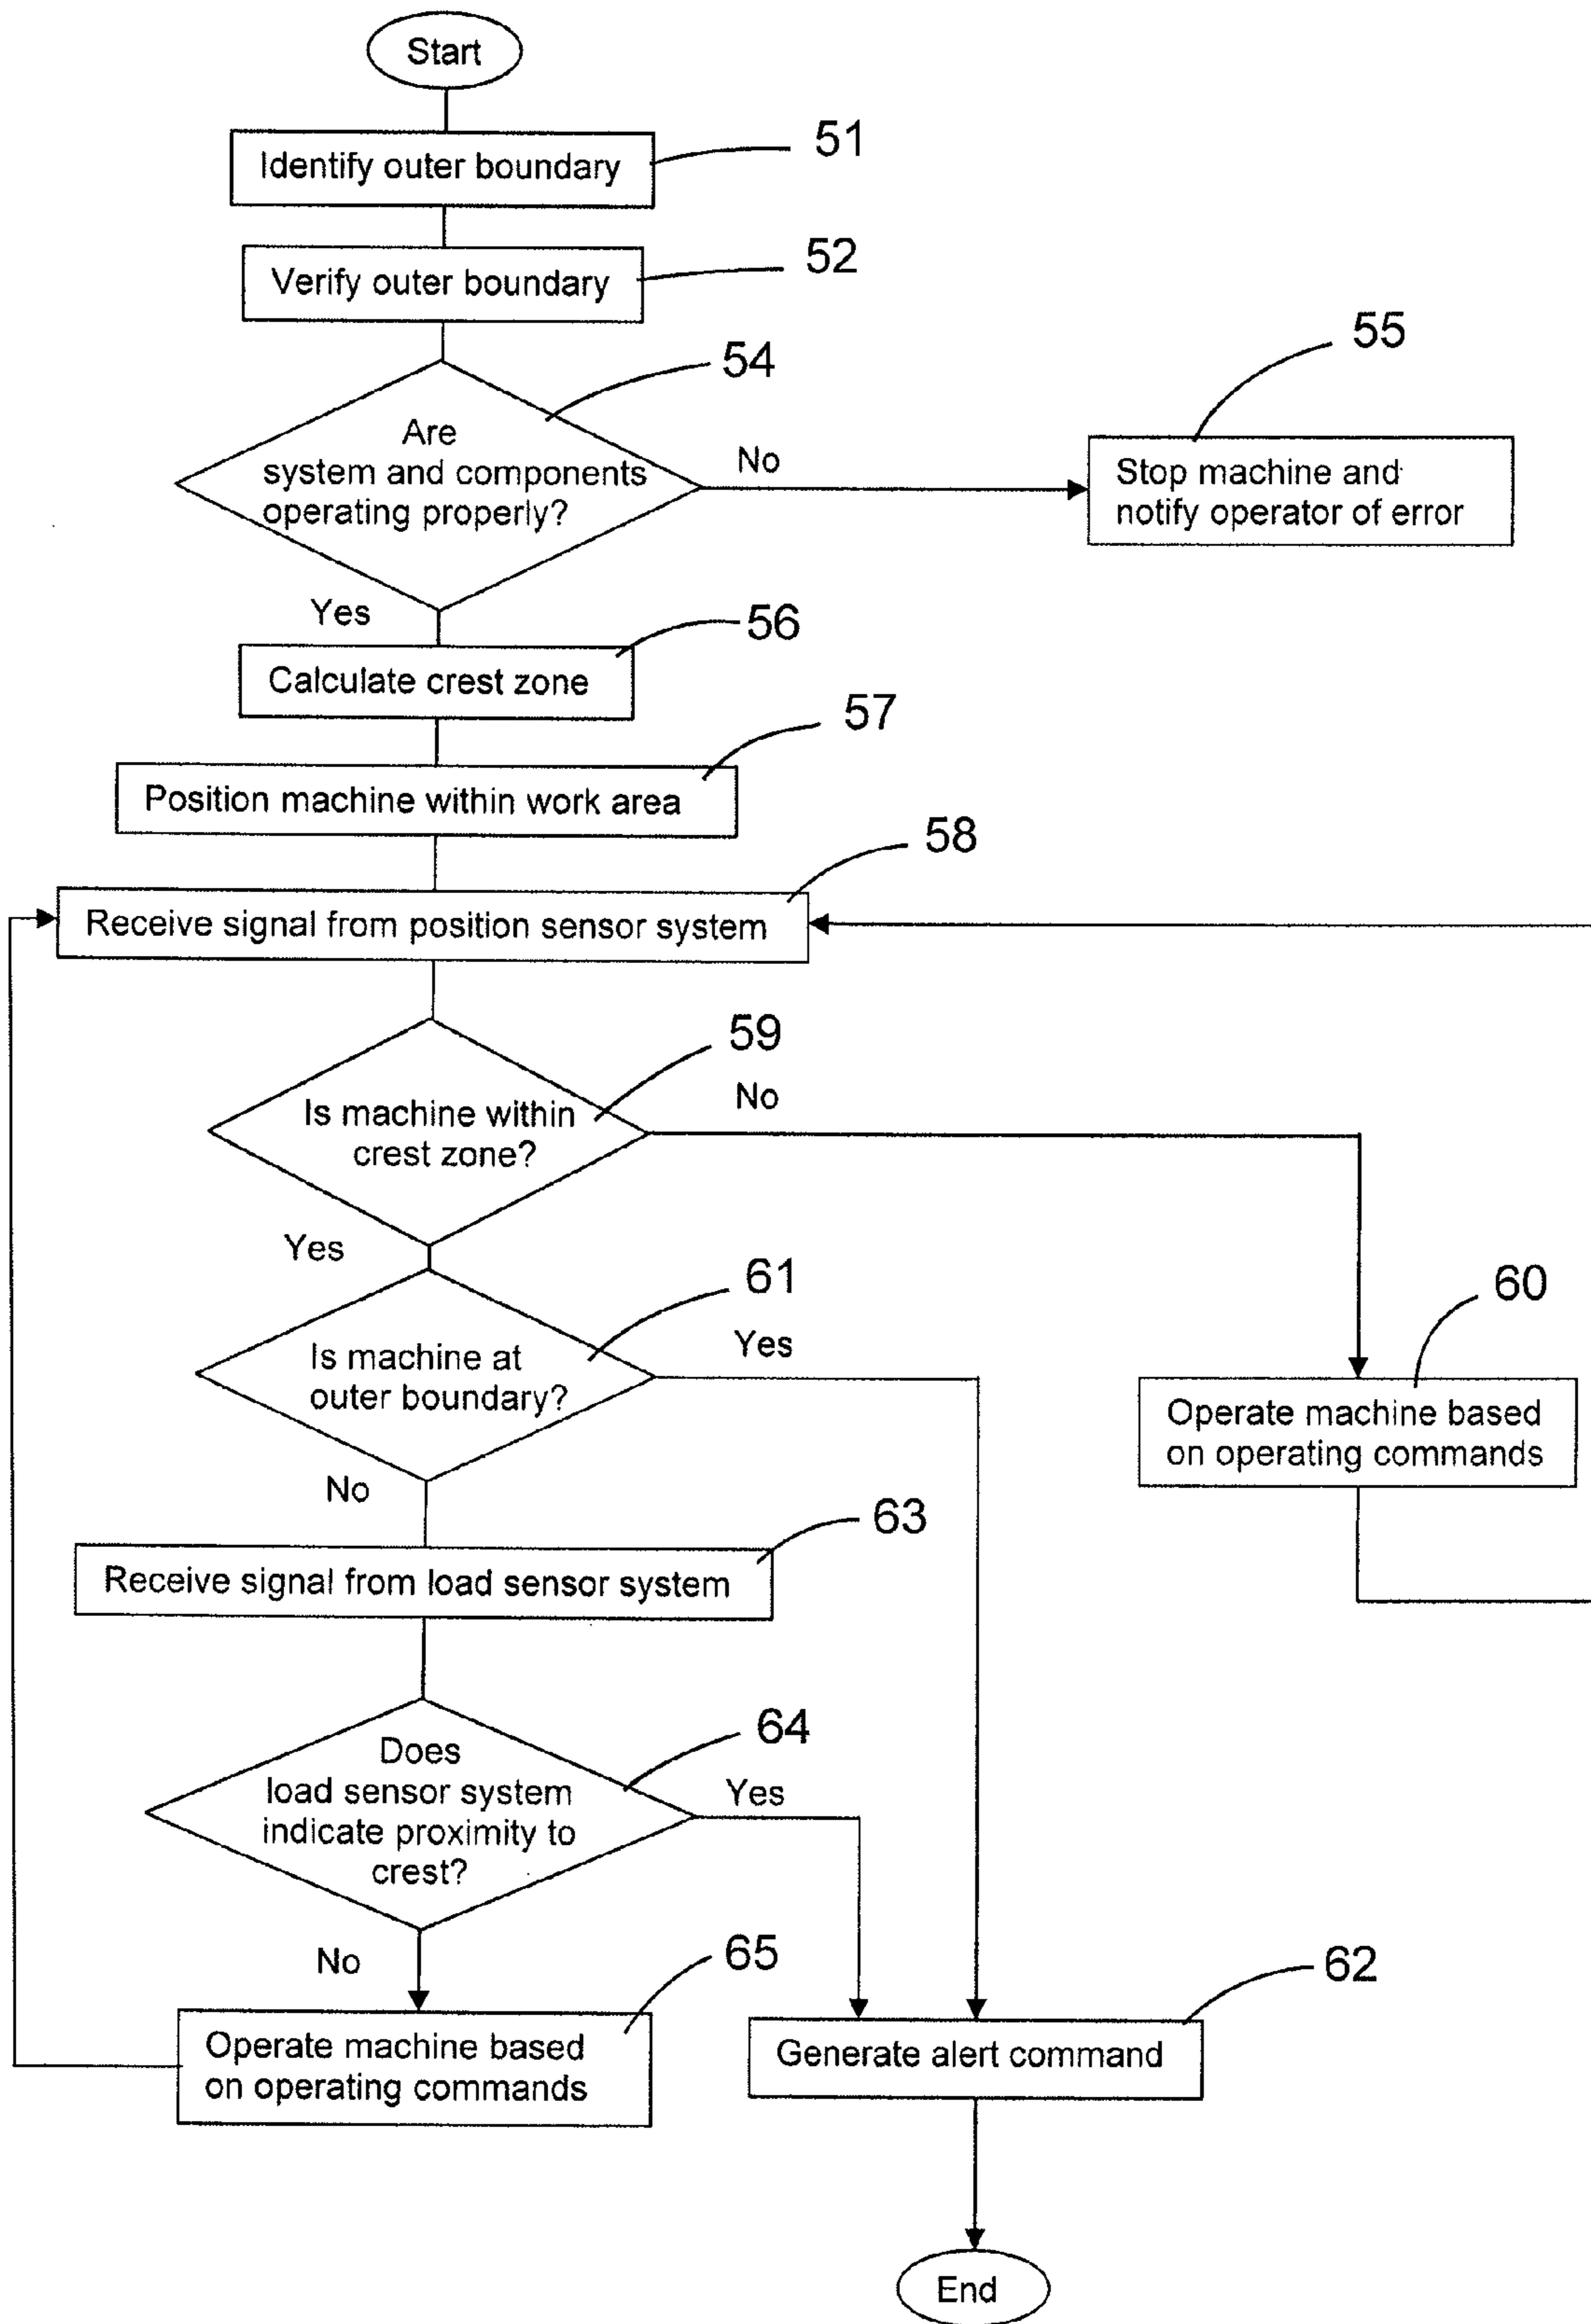 Start
Identify outer boundary
51
Verify outer boundary
52
54
Are
system and components
operating properly?
No
55
Stop machine and
notify operator of error
Yes
56
Calculate crest zone
57
Position machine within work area
58
Receive signal from position sensor system
59
Is machine within
crest zone?
No
Yes
61
Is machine at
outer boundary?
Yes
60
Operate machine based
on operating commands
No
63
Receive signal from load sensor system
64
Does
load sensor system
indicate proximity to
crest?
Yes
No
65
Operate machine based
on operating commands
62
Generate alert command
End